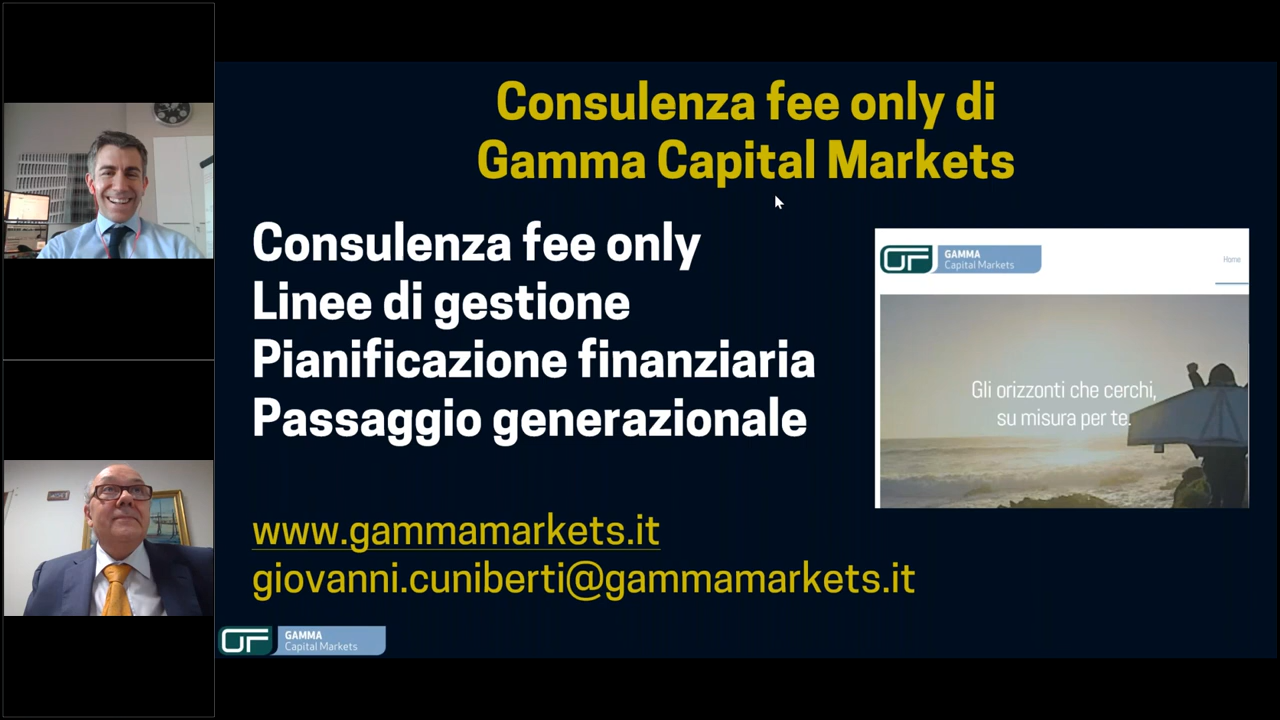 Consulenza fee only di
Gamma Capital Markets
Consulenza fee only
Linee di gestione
Pianificazione finanziaria
Passaggio generazionale
GAMMA
Capital Markets
Home
Gli orizzonti che cerchi,
su misura per te.
www.gammamarkets.it
giovanni.cuniberti@gammamarkets.it
GAMMA
Capital Markets